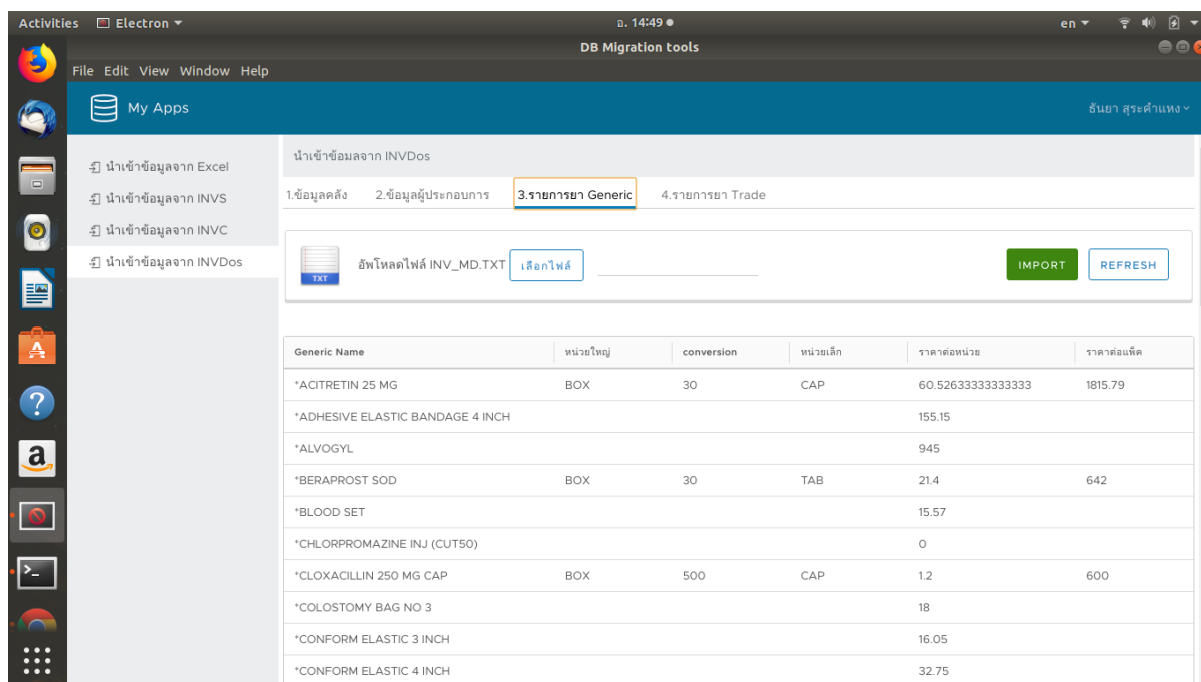 Activities Electron อ. 14:49 en
DB Migration tools
File Edit View Window Help
My Apps ธันยา สุระคำแหง
นำเข้าข้อมูลจาก Excel
นำเข้าข้อมูลจาก INVS
นำเข้าข้อมูลจาก INVC
นำเข้าข้อมูลจาก INVDos
นำเข้าข้อมลจาก INVDos
1.ข้อมูลคลัง 2.ข้อมูลผู้ประกอบการ 3.รายการยา Generic 4.รายการยา Trade
TXT อัพโหลดไฟล์ INV_MD.TXT เลือกไฟล์ IMPORT REFRESH
Generic Name หน่วยใหญ่ conversion หน่วยเล็ก ราคาต่อหน่วย ราคาต่อแพ็ค
*ACITRETIN 25 MG BOX 30 CAP 60.52633333333333 1815.79
*ADHESIVE ELASTIC BANDAGE 4 INCH 155.15
*ALVOGYL 945
*BERAPROST SOD BOX 30 TAB 21.4 642
*BLOOD SET 15.57
*CHLORPROMAZINE INJ (CUT50) 0
*CLOXACILLIN 250 MG CAP BOX 500 CAP 1.2 600
*COLOSTOMY BAG NO 3 18
*CONFORM ELASTIC 3 INCH 16.05
*CONFORM ELASTIC 4 INCH 32.75